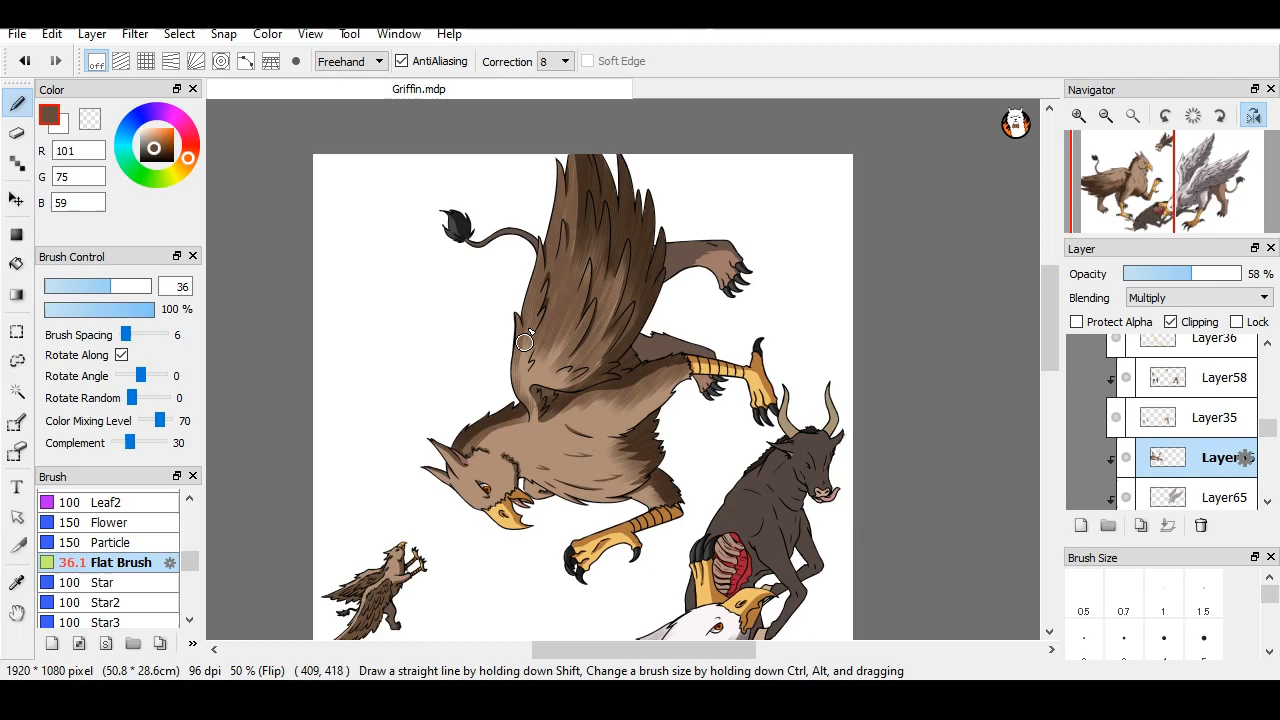 File Edit Layer Filter Select Snap Color View Tool Window Help
off Freehand AntiAliasing Correction 8 Soft Edge
Color
Griffin.mdp
Navigator
R 101
G 75
B 59
Brush Control
36
100 %
Brush Spacing 6
Rotate Along
Rotate Angle 0
Rotate Random 0
Color Mixing Level 70
Complement 30
Brush
100 Leaf2
150 Flower
150 Particle
36.1 Flat Brush
100 Star
100 Star2
100 Star3
Layer
Opacity 58 %
Blending Multiply
Protect Alpha Clipping Lock
Layer36
Layer58
Layer35
Layer65
Brush Size
0.5 0.7 1 1.5
1920 * 1080 pixel (50.8 * 28.6cm) 96 dpi 50 % (Flip) ( 409, 418 ) Draw a straight line by holding down Shift, Change a brush size by holding down Ctrl, Alt, and dragging